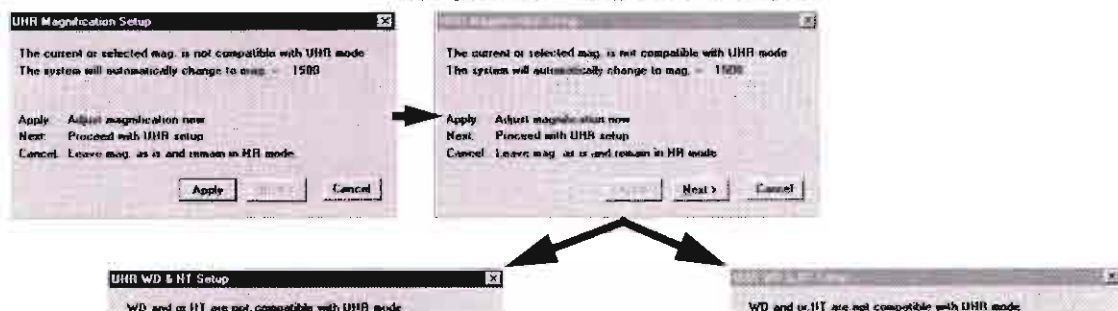 UHR Magnification Setup
The current or selected mag. is not compatible with UHR mode
The system will automatically change to mag. = 1500
Apply: Adjust magnification now
Next: Proceed with UHR setup
Cancel: Leave mag. as is and remain in HR mode
Apply
Cancel
UHR Magnification Setup
The current or selected mag. is not compatible with UHR mode
The system will automatically change to mag. = 1500
Apply: Adjust magnification now
Next: Proceed with UHR setup
Cancel: Leave mag. as is and remain in HR mode
Next >
Cancel
UHR WD & HT Setup
WD and or HT are not compatible with UHR mode
WD and or HT are not compatible with UHR mode